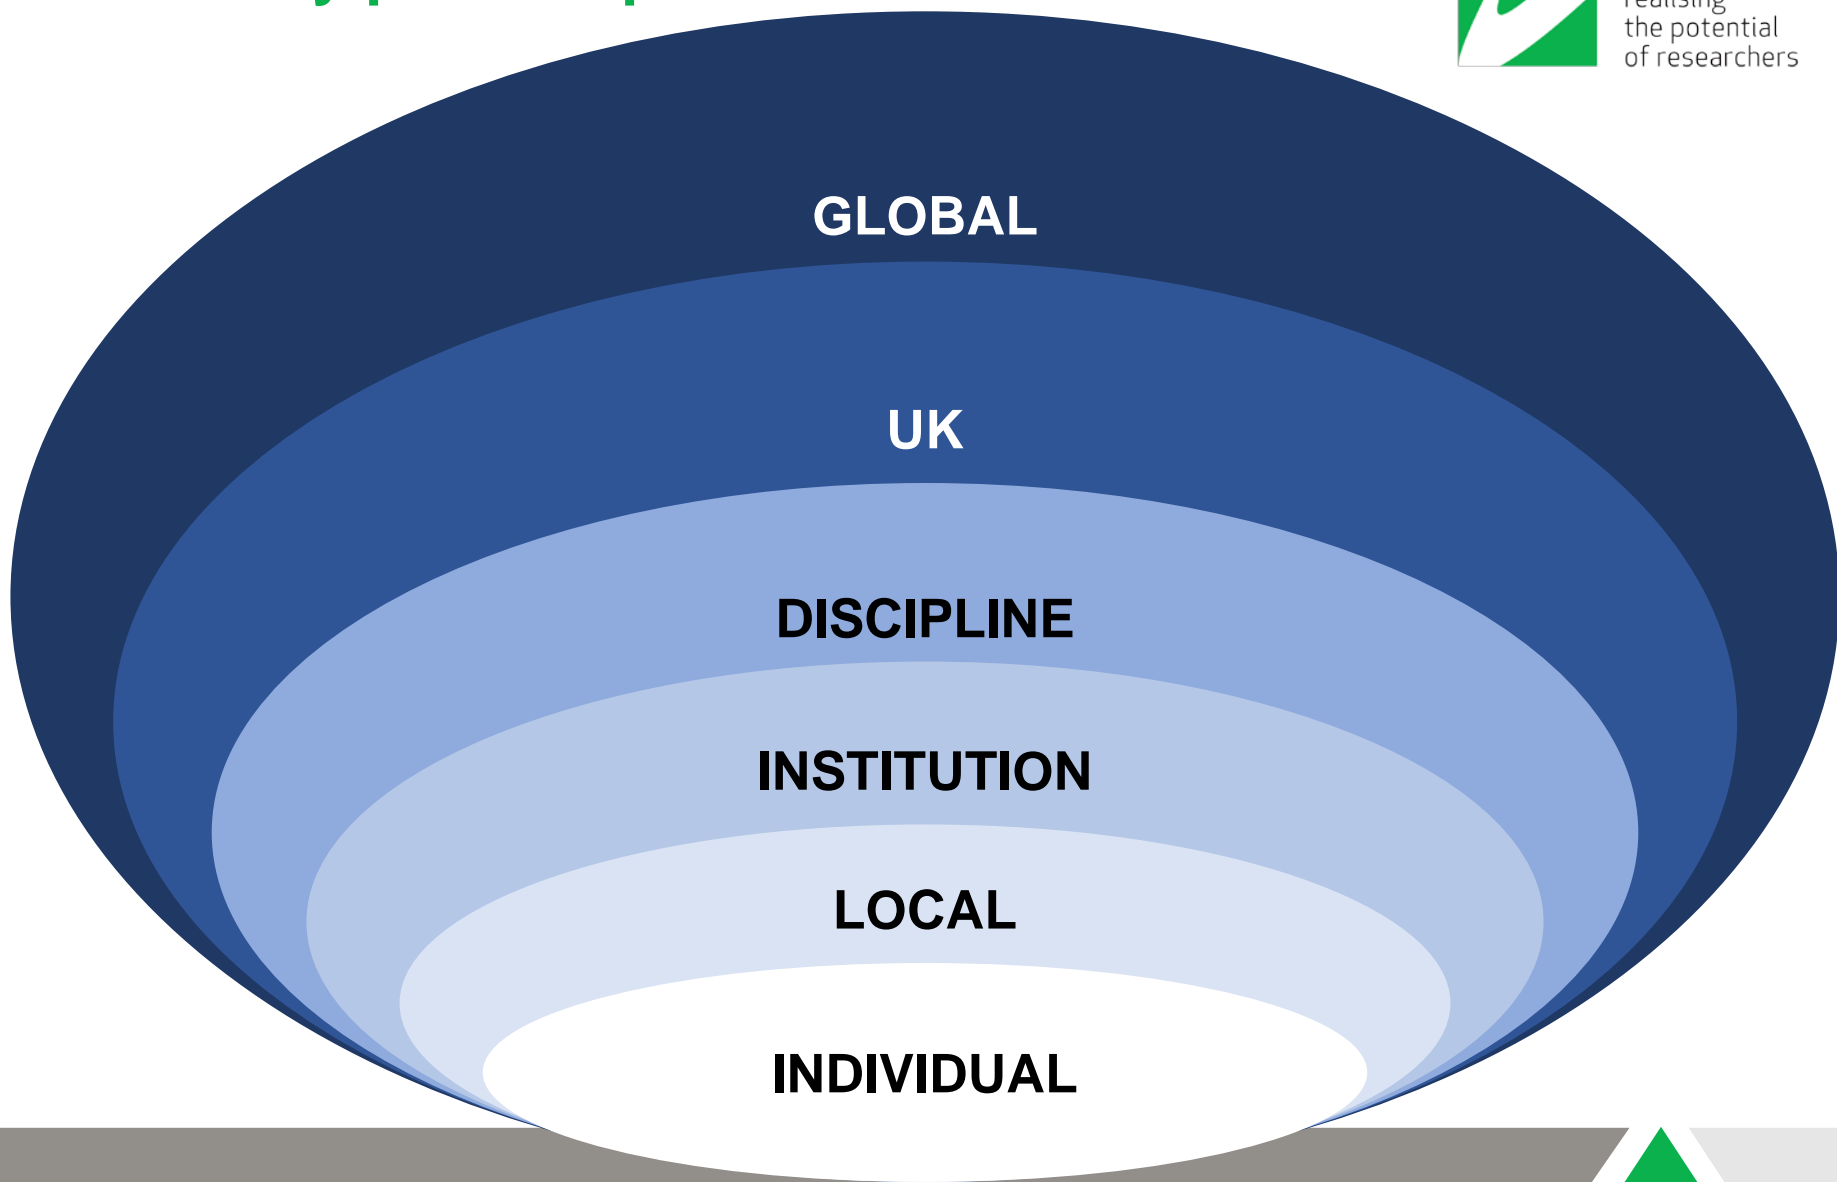 the potential
of researchers
GLOBAL
UK
DISCIPLINE
INSTITUTION
LOCAL
INDIVIDUAL